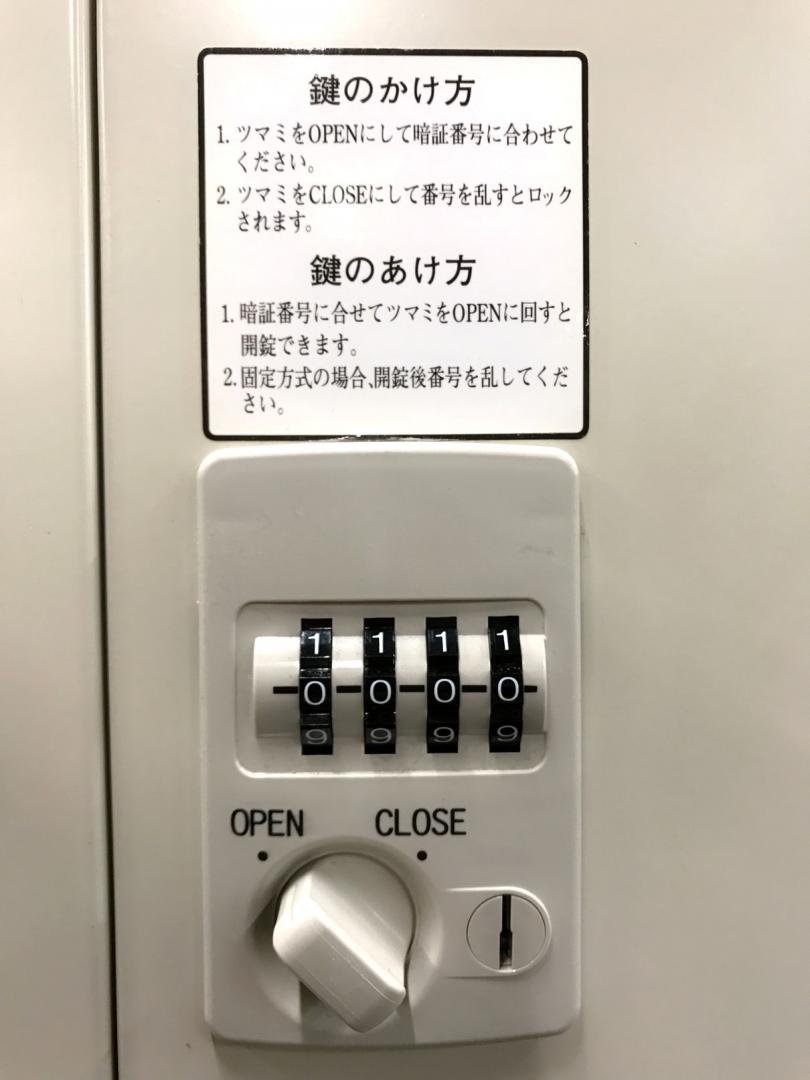 鍵のかけ方
1. ツマミをOPENにして暗証番号に合わせて
ください。
2. ツマミをCLOSEにして番号を乱すとロック
されます。
鍵のあけ方
1. 暗証番号に合せてツマミをOPENに回すと
開錠できます。
2. 固定方式の場合、開錠後番号を乱してくだ
さい。
1 1 1 1
0 0 0 0
9 9 9 9
OPEN CLOSE